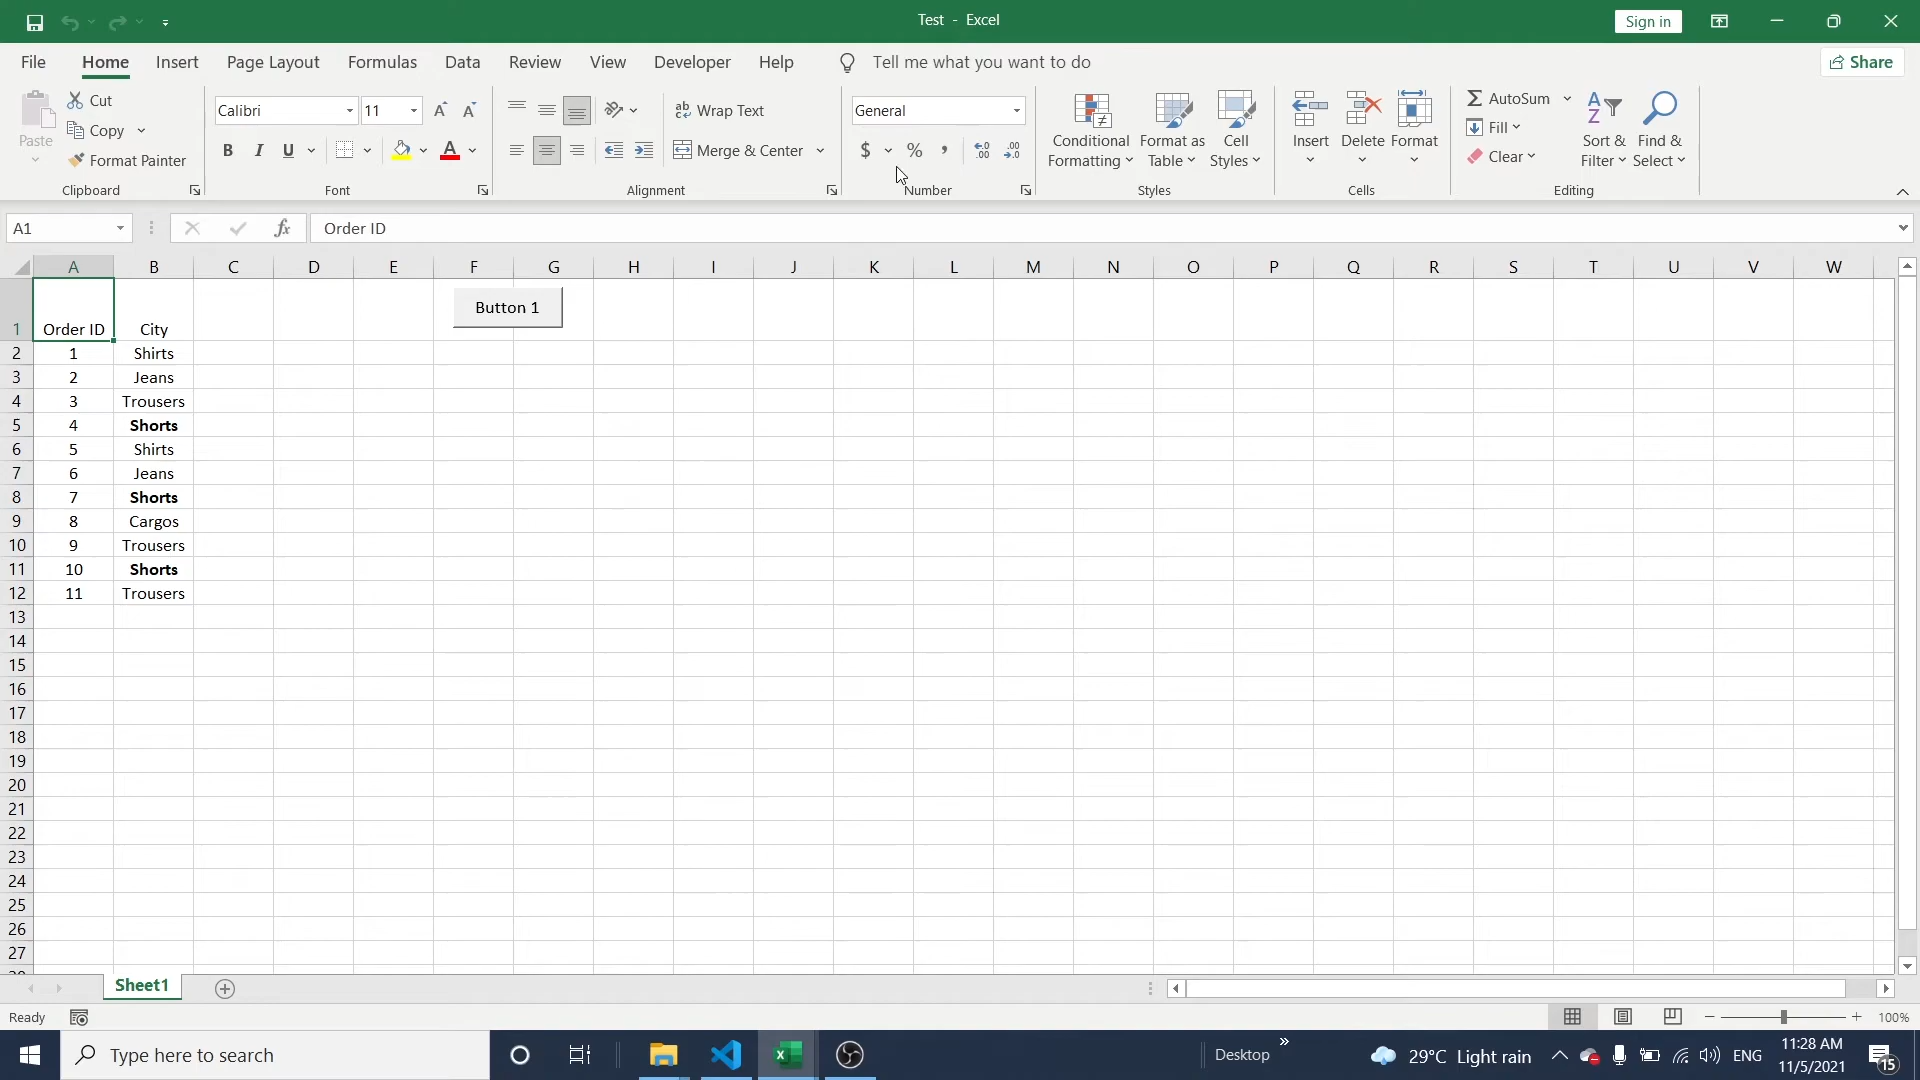 Test - Excel
Sign in
File Home Insert Page Layout Formulas Data Developer Review View Developer Help Tell me what you want to do Share
Paste
Cut
Copy
Format Painter
Clipboard
Calibri 11
B I U A
Font
ab Wrap Text
Merge & Center
Alignment
General
$ % ,
Number
Conditional Formatting
Format as Table
Cell Styles
Styles
Insert Delete Format
Cells
AutoSum
Fill
Clear
Sort & Filter
Find & Select
Editing
A1 fx Order ID
A B C D E F G H I J K L M N O P Q R S T U V W
Button 1
1 Order ID City
2 1 Shirts
3 2 Jeans
4 3 Trousers
5 4 Shorts
6 5 Shirts
7 6 Jeans
8 7 Shorts
9 8 Cargos
10 9 Trousers
11 10 Shorts
12 11 Trousers
13
14
15
16
17
18
19
20
21
22
23
24
25
26
27
Sheet1
Ready 100%
Type here to search
Desktop
29°C Light rain
ENG
11:28 AM
11/5/2021
15